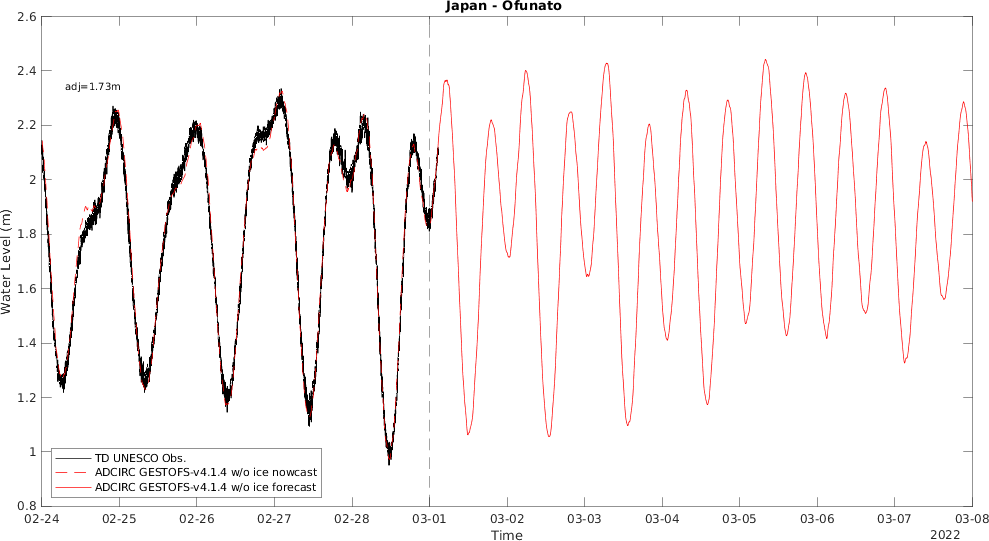 Japan - Ofunato
2.6
2.4
adj=1.73m
2.2
2
1.8
Water Level (m)
1.6
1.4
1.2
1
0.8
TD UNESCO Obs.
ADCIRC GESTOFS-v4.1.4 w/o ice nowcast
ADCIRC GESTOFS-v4.1.4 w/o ice forecast
02-24 02-25 02-26 02-27 02-28 03-01 03-02 03-03 03-04 03-05 03-06 03-07 03-08
Time
2022